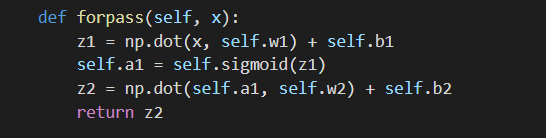 def forpass(self, x):
    z1 = np.dot(x, self.w1) + self.b1
    self.a1 = self.sigmoid(z1)
    z2 = np.dot(self.a1, self.w2) + self.b2
    return z2